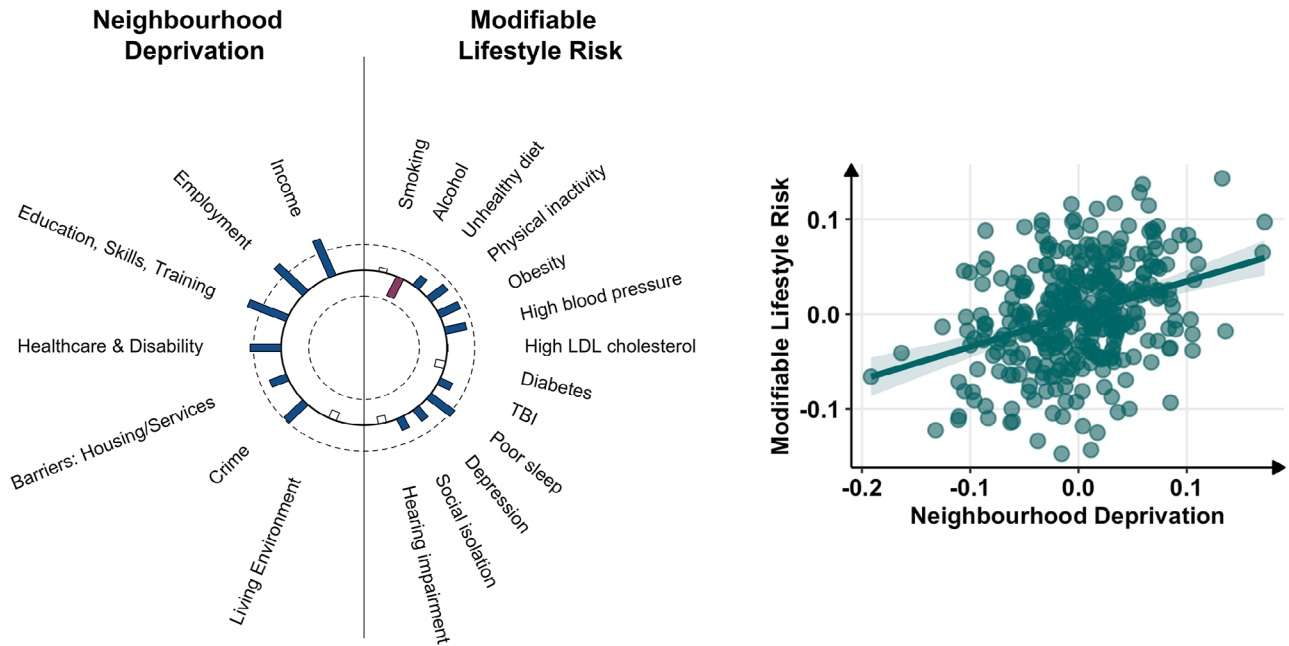 Neighbourhood
Deprivation
Modifiable
Lifestyle Risk
Income
Employment
Education, Skills, Training
Healthcare & Disability
Barriers: Housing/Services
Crime
Living Environment
Smoking
Alcohol
Unhealthy diet
Physical inactivity
Obesity
High blood pressure
High LDL cholesterol
Diabetes
TBI
Poor sleep
Depression
Social isolation
Hearing impairment
Modifiable Lifestyle Risk
0.1
0.0
-0.1
-0.2 -0.1 0.0 0.1
Neighbourhood Deprivation